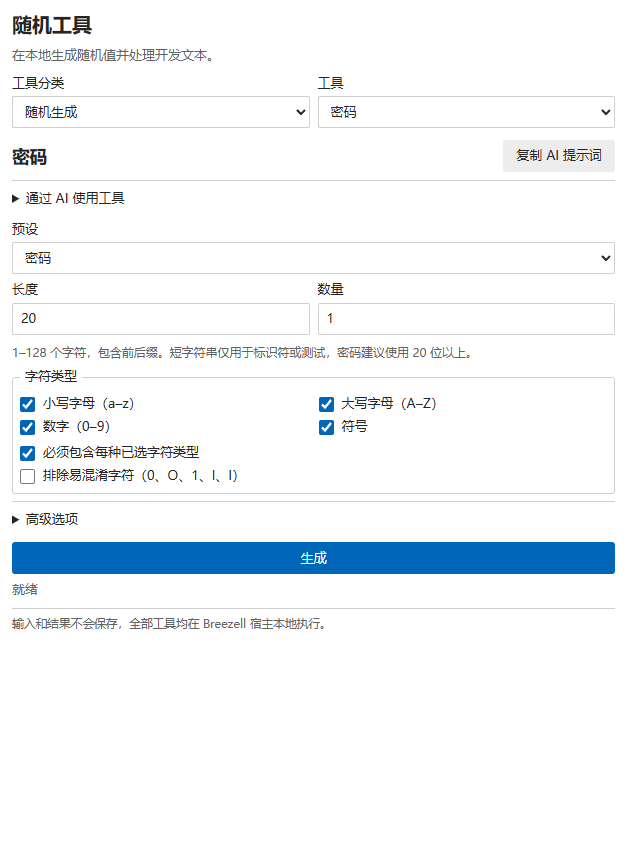 随机工具
在本地生成随机值并处理开发文本。
工具分类
工具
随机生成
密码
密码
复制 AI 提示词
通过 AI 使用工具
预设
密码
长度
数量
20
1
1–128 个字符，包含前后缀。短字符串仅用于标识符或测试，密码建议使用 20 位以上。
字符类型
小写字母（a–z）
大写字母（A–Z）
数字（0–9）
符号
必须包含每种已选字符类型
排除易混淆字符（0、O、1、l、I）
高级选项
生成
就绪
输入和结果不会保存，全部工具均在 Breezell 宿主本地执行。